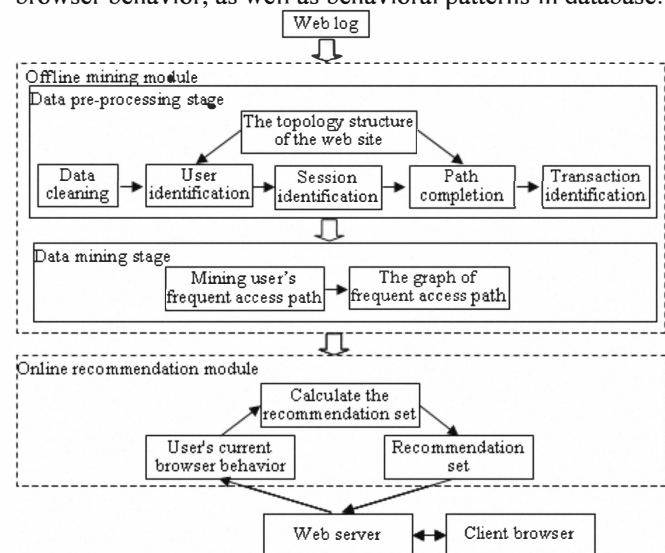 browser behavior, as well as behavioral patterns in database.
Web log
Offline mining module
Data pre-processing stage
The topology structure
of the web site
Data
cleaning
User
identification
Session
identification
Path
completion
Transaction
identification
Data mining stage
Mining user's
frequent access path
The graph of
frequent access path
Online recommendation module
Calculate the
recommendation set
User's current
browser behavior
Recommendation
set
Web server
Client browser